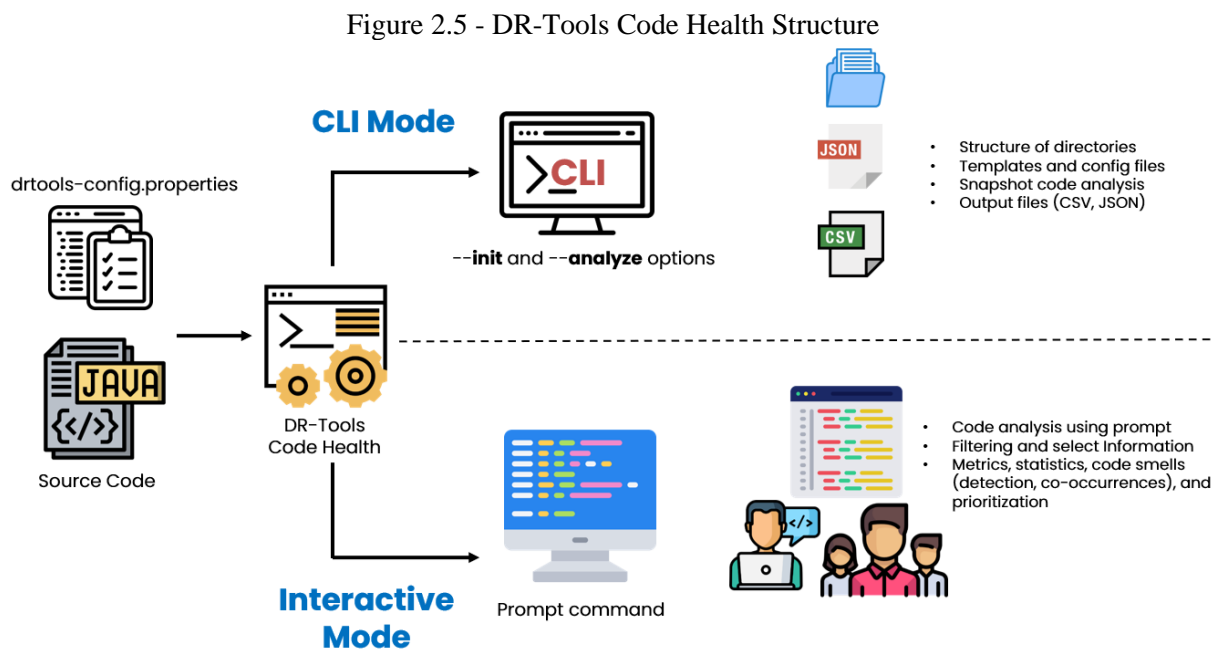 Figure 2.5 - DR-Tools Code Health Structure
CLI Mode
drtools-config.properties
>_CLI
--init and --analyze options
JSON
CSV
• Structure of directories
• Templates and config files
• Snapshot code analysis
• Output files (CSV, JSON)
JAVA
{</>}
Source Code
DR-Tools
Code Health
</>
• Code analysis using prompt
• Filtering and select Information
• Metrics, statistics, code smells
(detection, co-occurrences), and
prioritization
Interactive
Mode
Prompt command